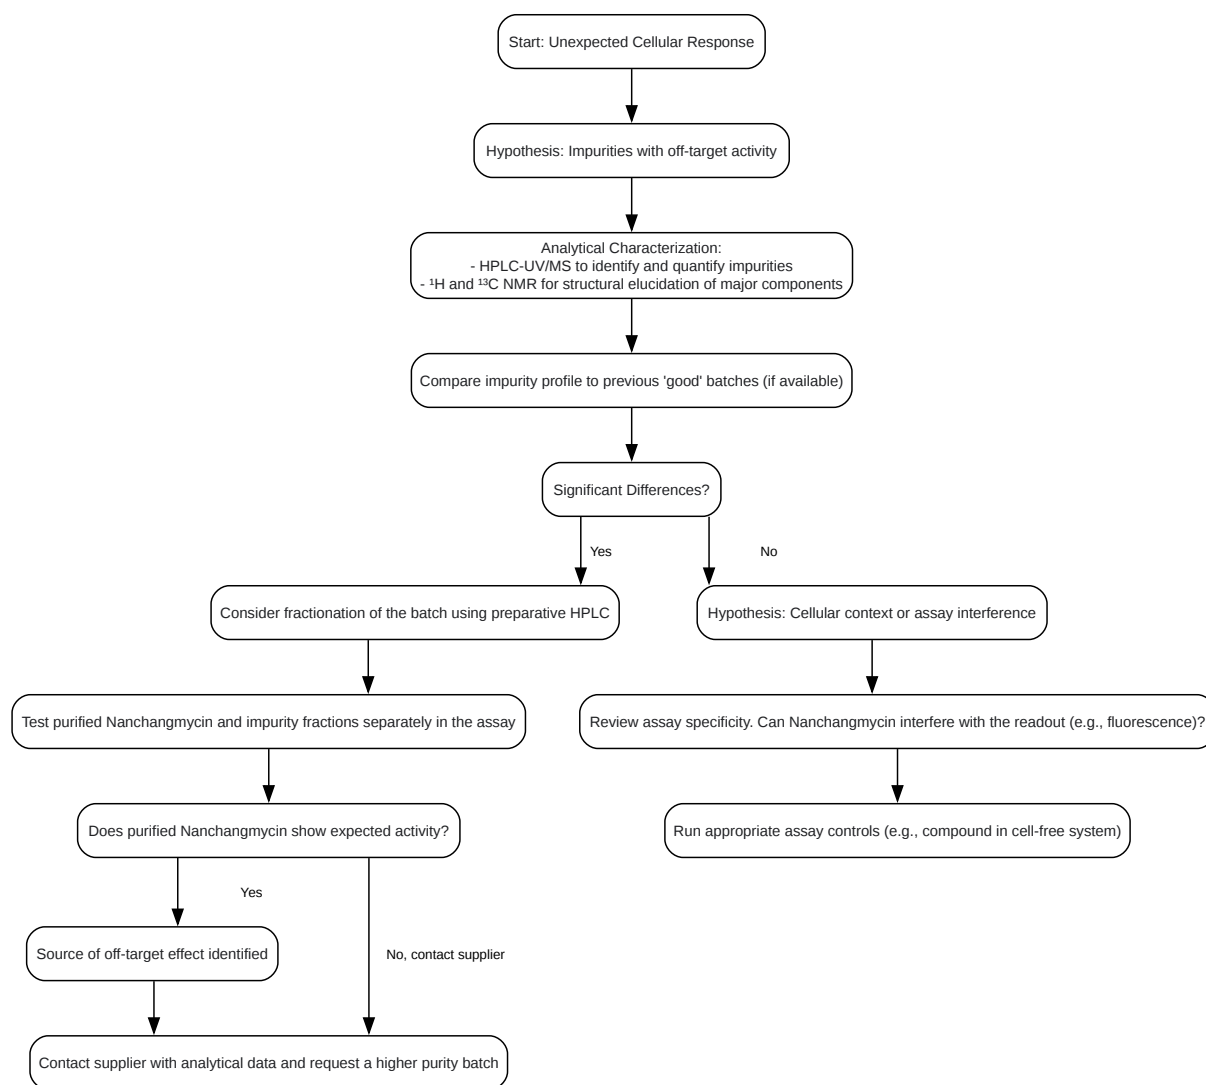 Start: Unexpected Cellular Response
Hypothesis: Impurities with off-target activity
Analytical Characterization:
- HPLC-UV/MS to identify and quantify impurities
- ¹H and ¹³C NMR for structural elucidation of major components
Compare impurity profile to previous 'good' batches (if available)
Significant Differences?
Yes
No
Consider fractionation of the batch using preparative HPLC
Hypothesis: Cellular context or assay interference
Test purified Nanchangmycin and impurity fractions separately in the assay
Review assay specificity. Can Nanchangmycin interfere with the readout (e.g., fluorescence)?
Does purified Nanchangmycin show expected activity?
Run appropriate assay controls (e.g., compound in cell-free system)
Yes
Source of off-target effect identified
No, contact supplier
Contact supplier with analytical data and request a higher purity batch